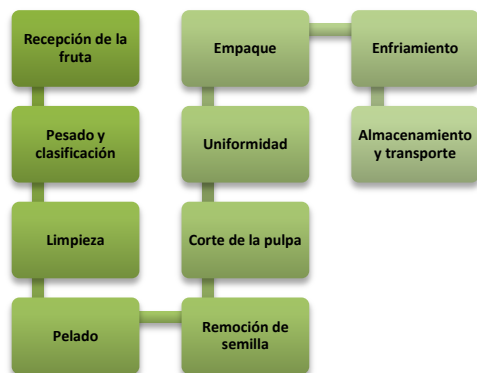 Recepción de la
fruta
Pesado y
clasificación
Limpieza
Pelado
Remoción de
semilla
Corte de la pulpa
Uniformidad
Empaque
Enfriamiento
Almacenamiento
y transporte